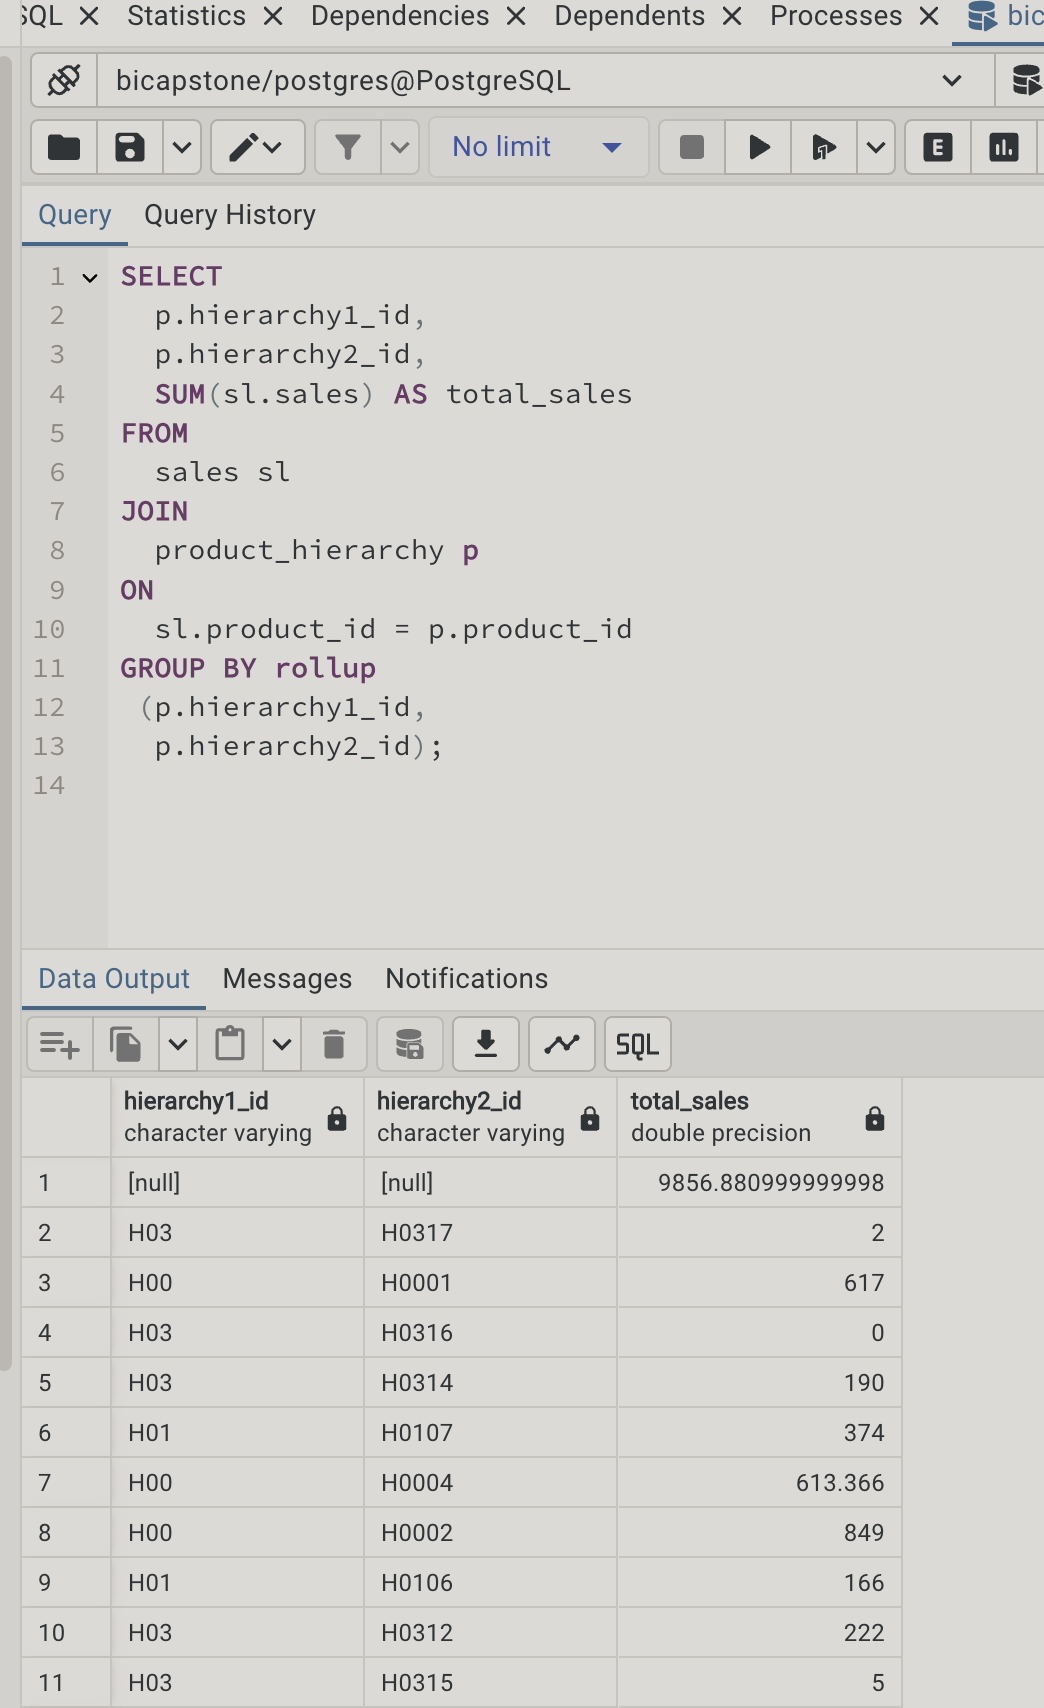 SQL Statistics Dependencies Dependents Processes bic
bicapstone/postgres@PostgreSQL
No limit E
Query Query History
1 SELECT
2 p.hierarchy1_id,
3 p.hierarchy2_id,
4 SUM(sl.sales) AS total_sales
5 FROM
6 sales sl
7 JOIN
8 product_hierarchy p
9 ON
10 sl.product_id = p.product_id
11 GROUP BY rollup
12 (p.hierarchy1_id,
13 p.hierarchy2_id);
14
Data Output Messages Notifications
SQL
hierarchy1_id hierarchy2_id total_sales
character varying character varying double precision
1 [null] [null] 9856.880999999998
2 H03 H0317 2
3 H00 H0001 617
4 H03 H0316 0
5 H03 H0314 190
6 H01 H0107 374
7 H00 H0004 613.366
8 H00 H0002 849
9 H01 H0106 166
10 H03 H0312 222
11 H03 H0315 5